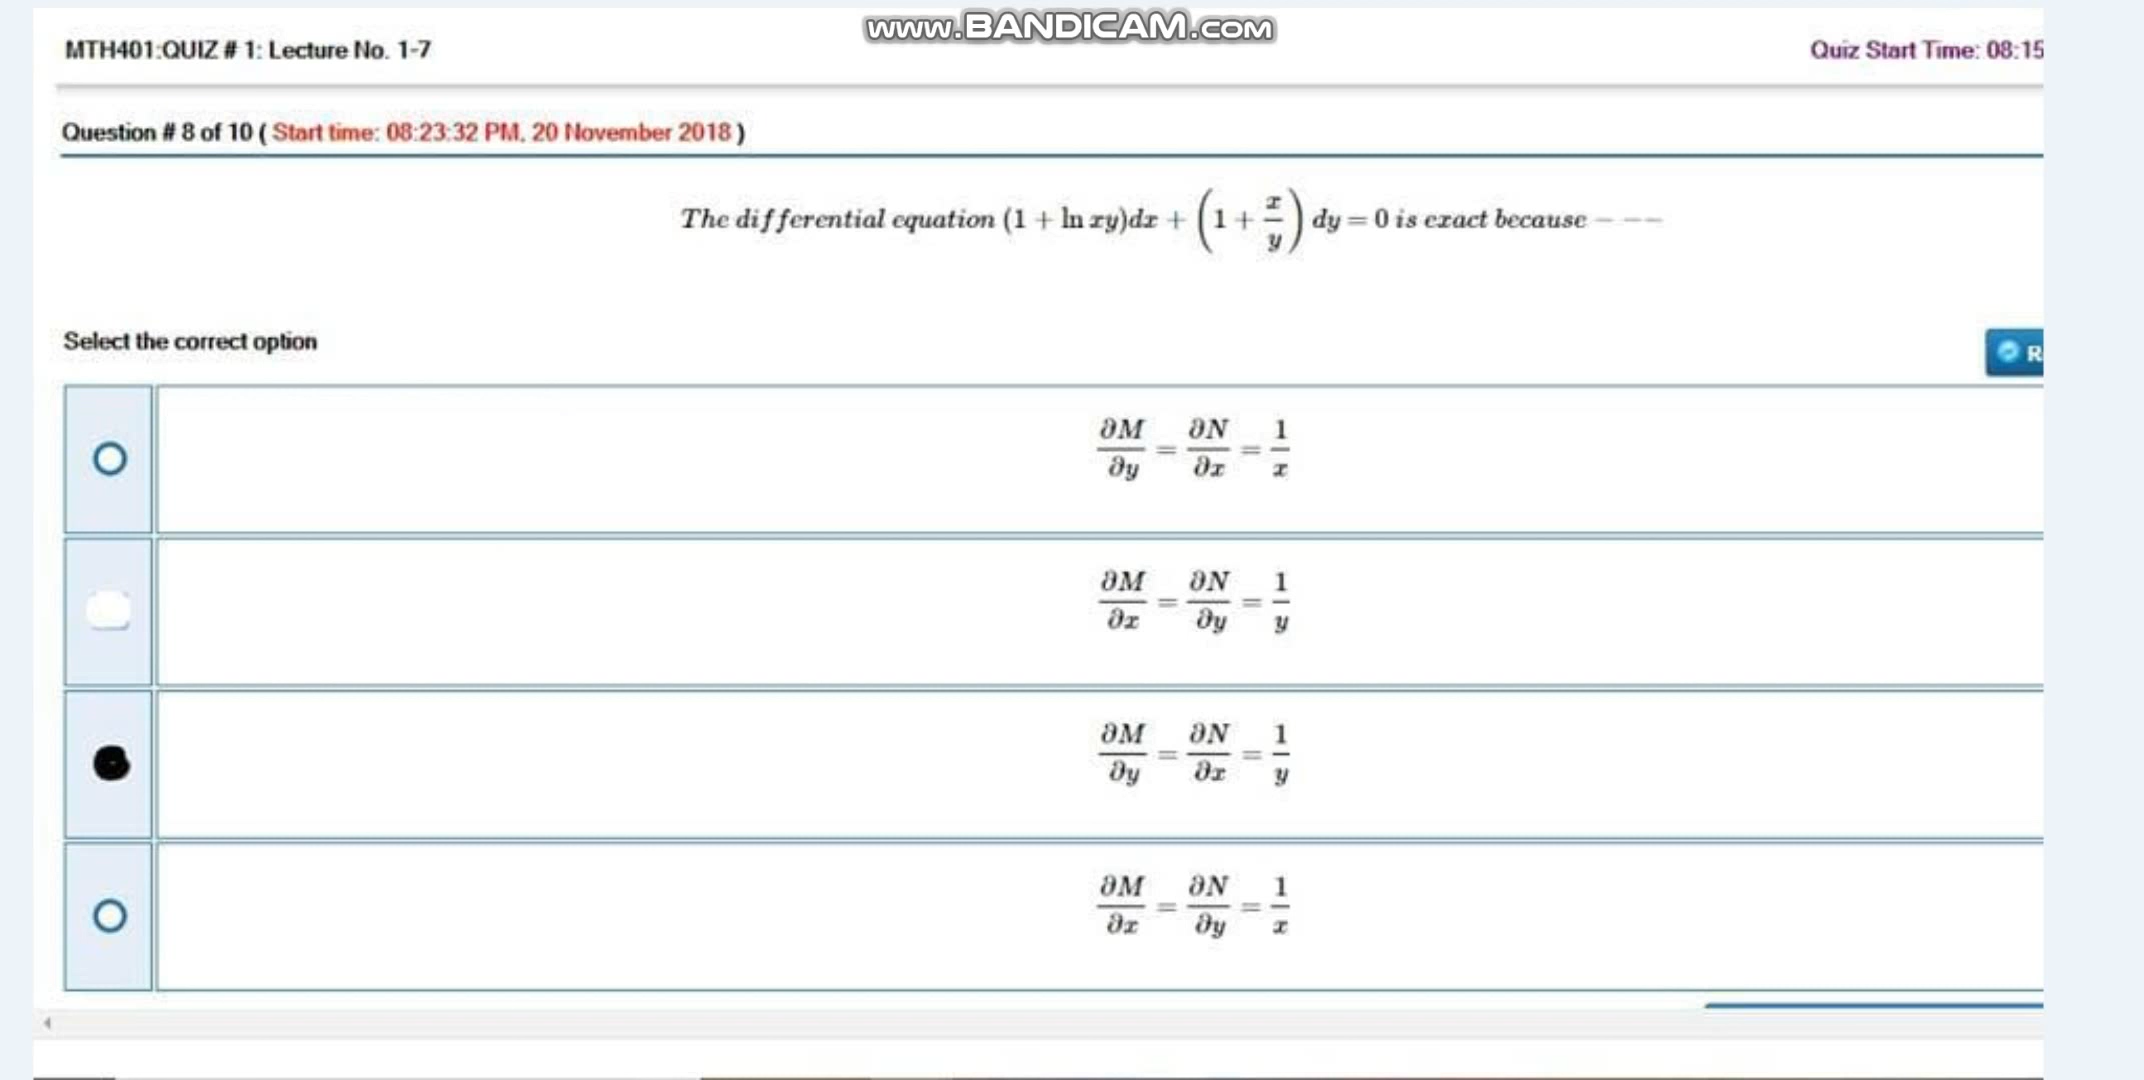 www.BANDICAM.com
MTH401:QUIZ # 1: Lecture No. 1-7
Quiz Start Time: 08:15
Question # 8 of 10 ( Start time: 08:23:32 PM, 20 November 2018 )
The differential equation (1 + ln xy)dx + (1 + x/y) dy = 0 is exact because – – –
Select the correct option
R
∂M/∂y = ∂N/∂x = 1/x
∂M/∂x = ∂N/∂y = 1/y
∂M/∂y = ∂N/∂x = 1/y
∂M/∂x = ∂N/∂y = 1/x